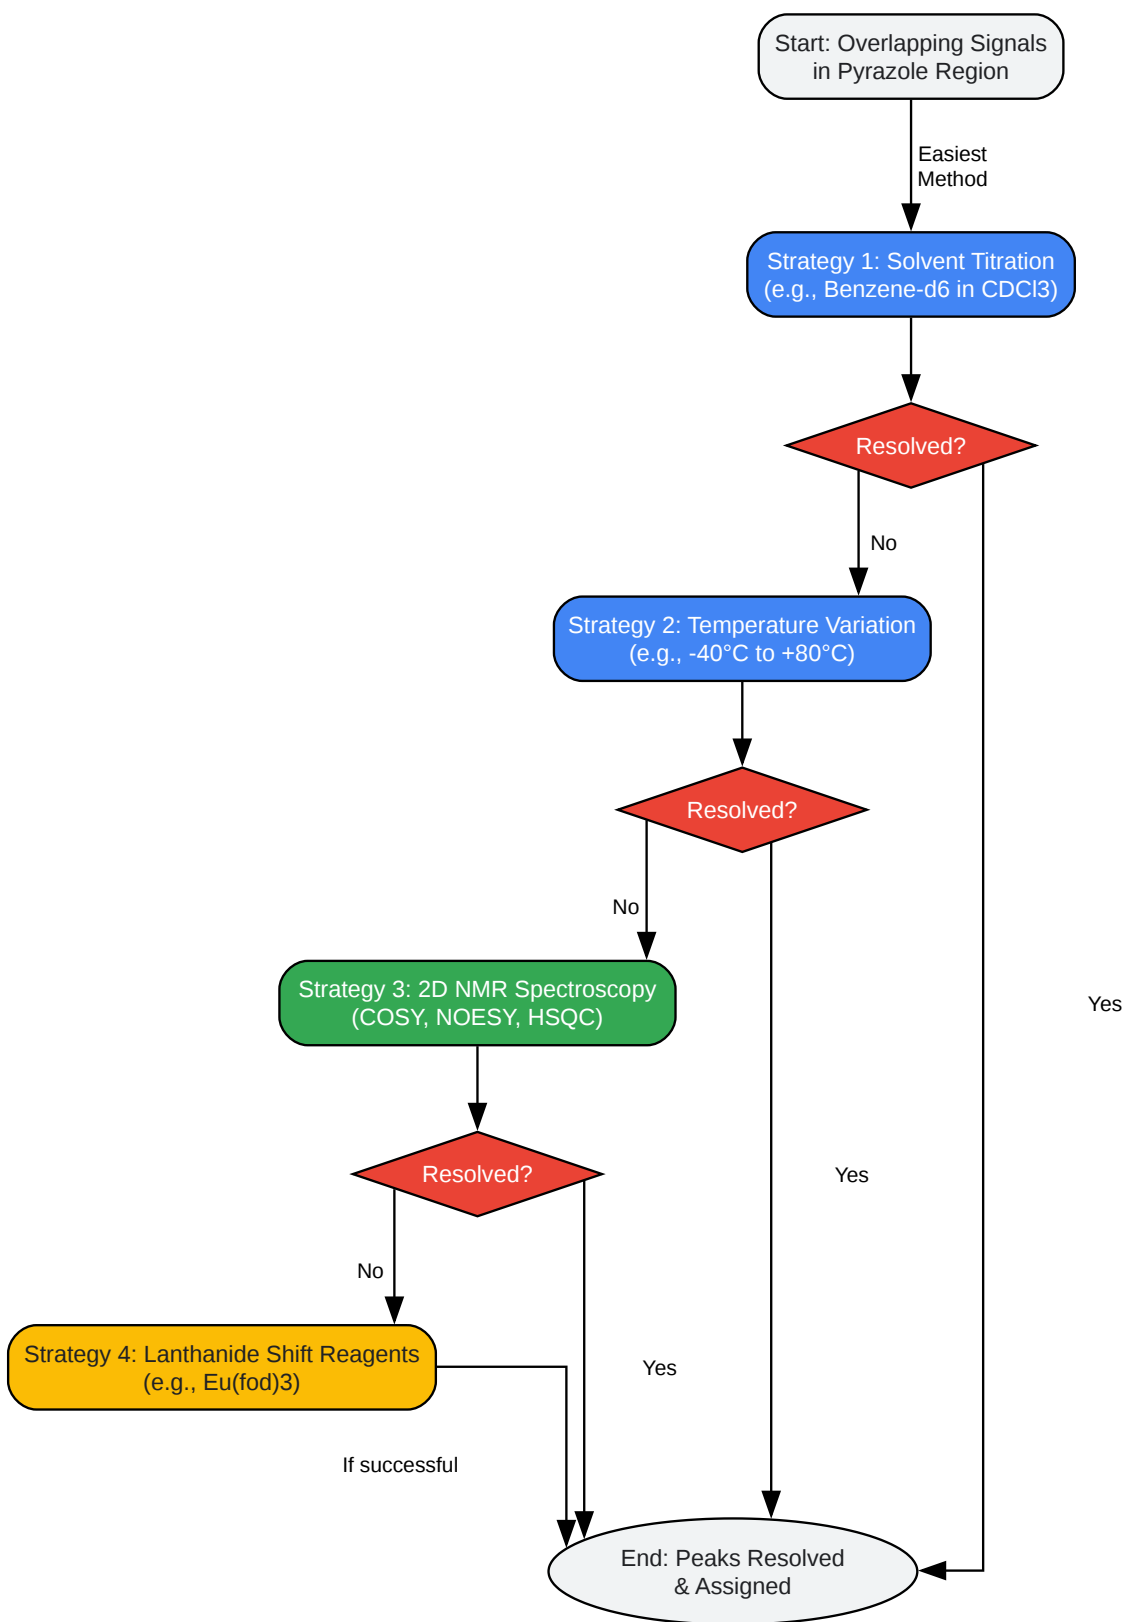 Start: Overlapping Signals
in Pyrazole Region
Easiest
Method
Strategy 1: Solvent Titration
(e.g., Benzene-d6 in CDCl3)
Resolved?
No
Strategy 2: Temperature Variation
(e.g., -40°C to +80°C)
Resolved?
No
Strategy 3: 2D NMR Spectroscopy
(COSY, NOESY, HSQC)
Yes
Resolved?
Yes
No
Strategy 4: Lanthanide Shift Reagents
(e.g., Eu(fod)3)
Yes
If successful
End: Peaks Resolved
& Assigned